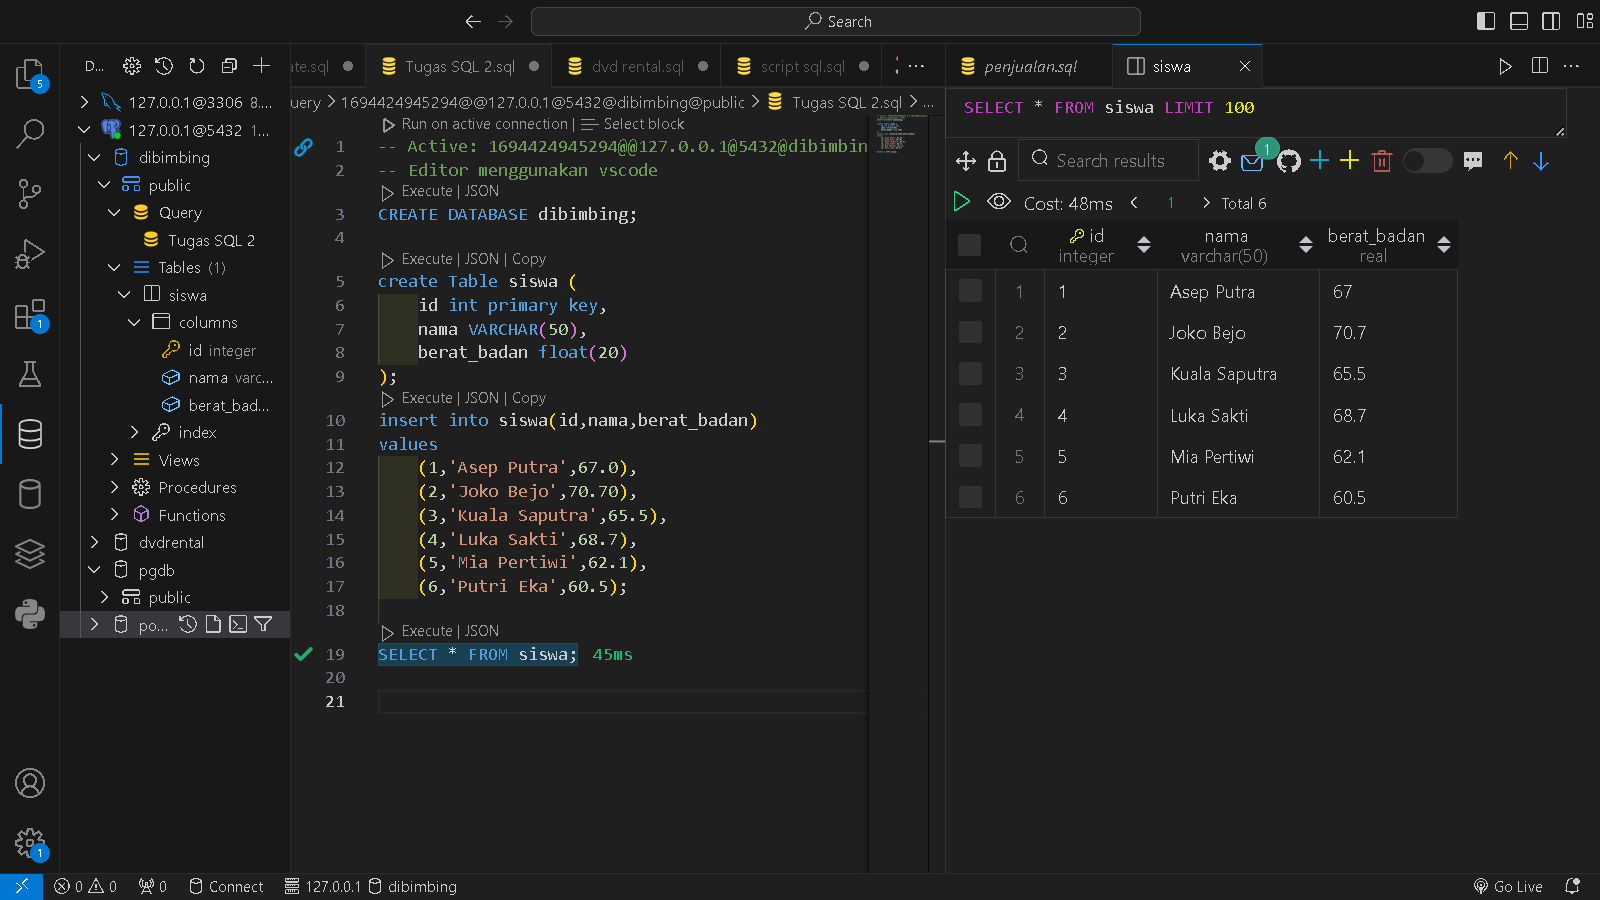 Search
5
D...
127.0.0.1@3306 8....
127.0.0.1@5432 1...
dibimbing
public
Query
Tugas SQL 2
Tables (1)
siswa
columns
id integer
nama varc...
berat_bad...
index
Views
Procedures
Functions
dvdrental
pgdb
public
po...
1
1
ate.sql
Tugas SQL 2.sql
dvd rental.sql
script sql.sql
...
uery > 1694424945294@@127.0.0.1@5432@dibimbing@public > Tugas SQL 2.sql > ...
Run on active connection | Select block
1 -- Active: 1694424945294@@127.0.0.1@5432@dibimbin
2 -- Editor menggunakan vscode
Execute | JSON
3 CREATE DATABASE dibimbing;
4
Execute | JSON | Copy
5 create Table siswa (
6 id int primary key,
7 nama VARCHAR(50),
8 berat_badan float(20)
9 );
Execute | JSON | Copy
10 insert into siswa(id,nama,berat_badan)
11 values
12 (1,'Asep Putra',67.0),
13 (2,'Joko Bejo',70.70),
14 (3,'Kuala Saputra',65.5),
15 (4,'Luka Sakti',68.7),
16 (5,'Mia Pertiwi',62.1),
17 (6,'Putri Eka',60.5);
18
Execute | JSON
19 SELECT * FROM siswa; 45ms
20
21
penjualan.sql
siswa
...
SELECT * FROM siswa LIMIT 100
Search results
1
Cost: 48ms < 1 > Total 6
id nama berat_badan
integer varchar(50) real
1 1 Asep Putra 67
2 2 Joko Bejo 70.7
3 3 Kuala Saputra 65.5
4 4 Luka Sakti 68.7
5 5 Mia Pertiwi 62.1
6 6 Putri Eka 60.5
0 0 0 Connect 127.0.0.1 dibimbing
Go Live